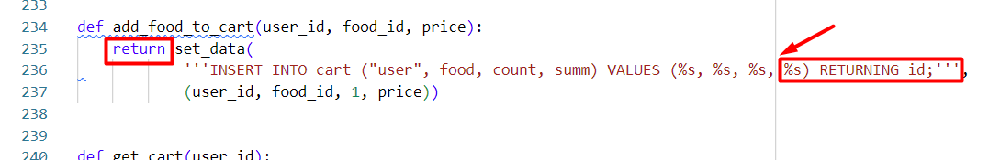 233
234 def add_food_to_cart(user_id, food_id, price):
235 return set_data(
236 '''INSERT INTO cart ("user", food, count, summ) VALUES (%s, %s, %s, %s) RETURNING id;''',
237 (user_id, food_id, 1, price))
238
239
240 def get_cart(user_id):